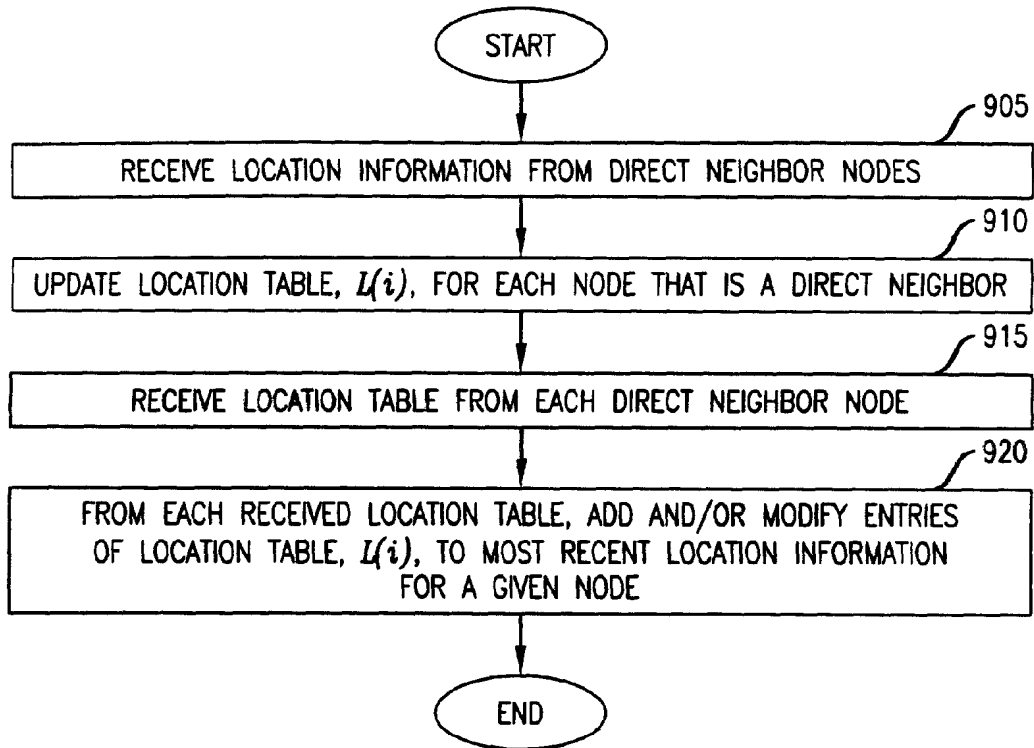 START
905
RECEIVE LOCATION INFORMATION FROM DIRECT NEIGHBOR NODES
910
UPDATE LOCATION TABLE, L(i), FOR EACH NODE THAT IS A DIRECT NEIGHBOR
915
RECEIVE LOCATION TABLE FROM EACH DIRECT NEIGHBOR NODE
920
FROM EACH RECEIVED LOCATION TABLE, ADD AND/OR MODIFY ENTRIES
OF LOCATION TABLE, L(i), TO MOST RECENT LOCATION INFORMATION
FOR A GIVEN NODE
END